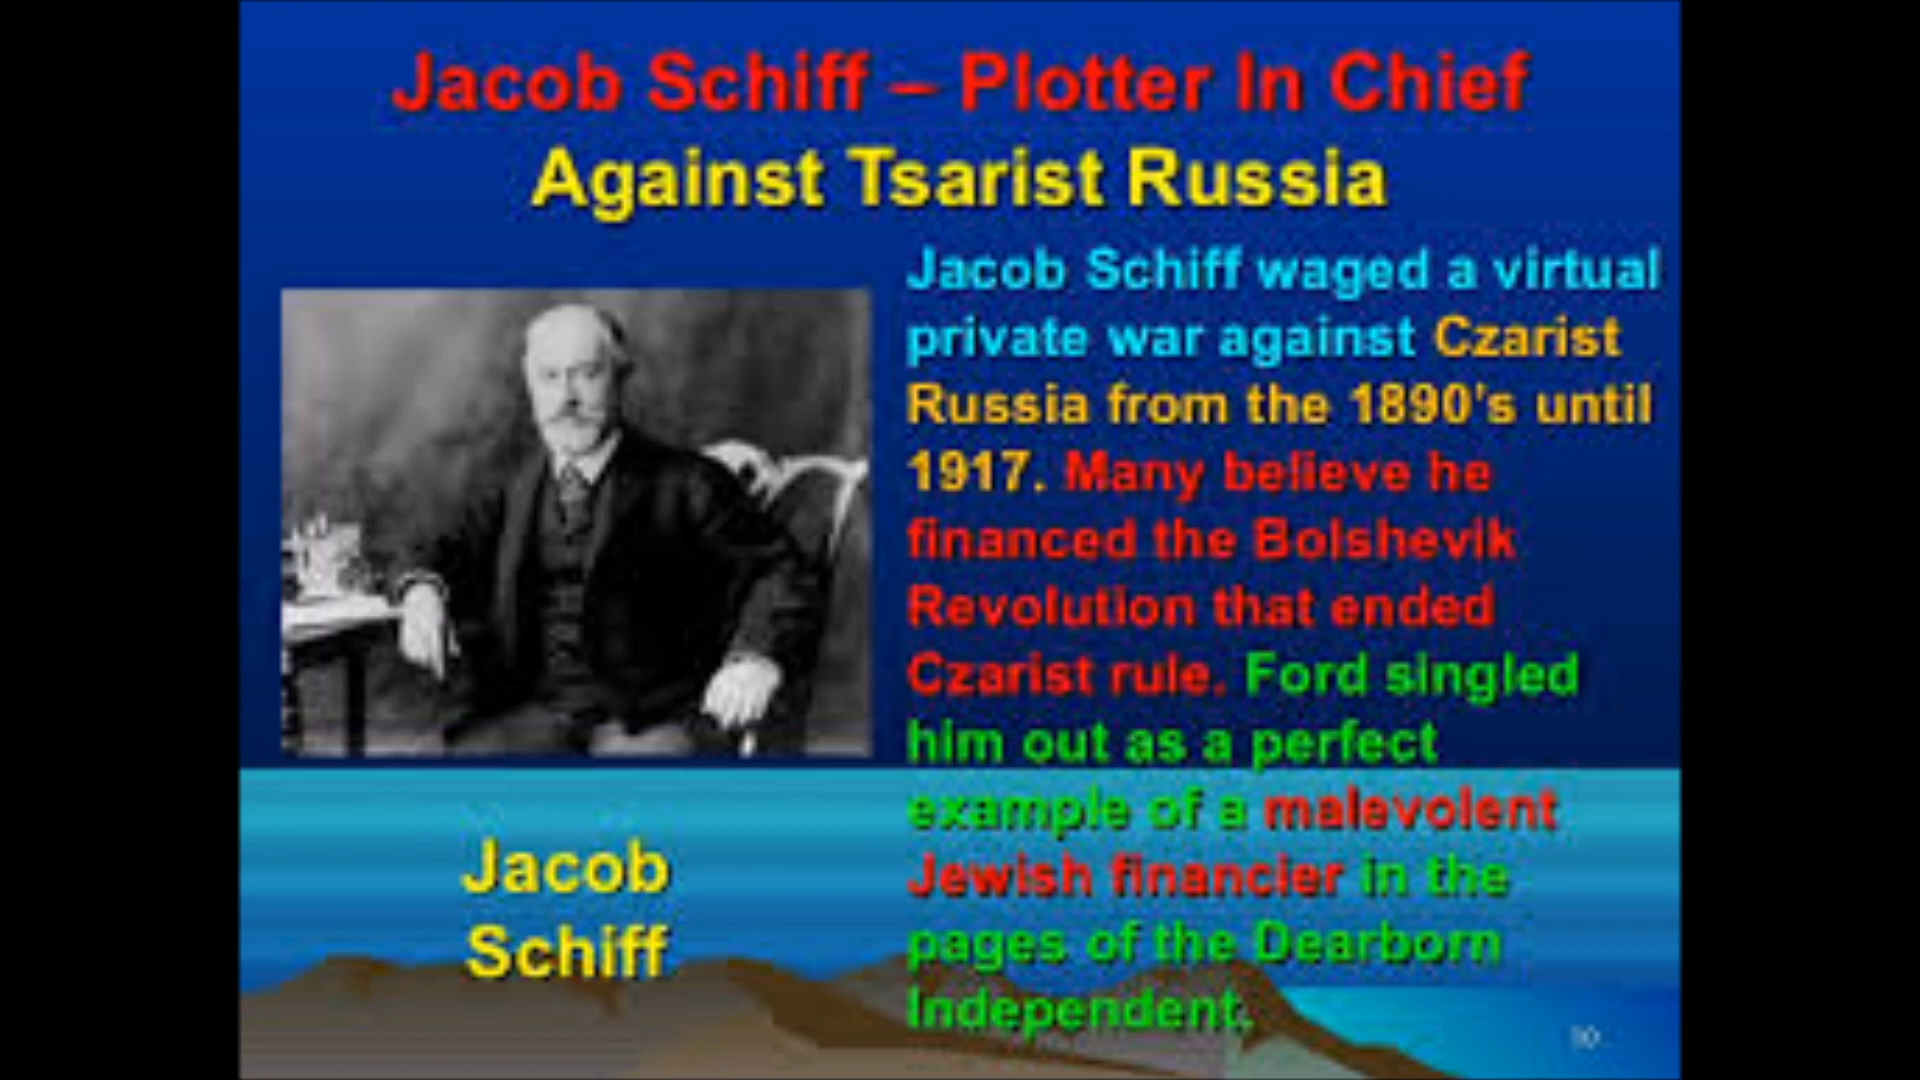 Jacob Schiff – Plotter In Chief
Against Tsarist Russia
Jacob Schiff waged a virtual
private war against Czarist
Russia from the 1890's until
1917. Many believe he
financed the Bolshevik
Revolution that ended
Czarist rule. Ford singled
him out as a perfect
example of a malevolent
Jewish financier in the
pages of the Dearborn
Independent.
Jacob
Schiff